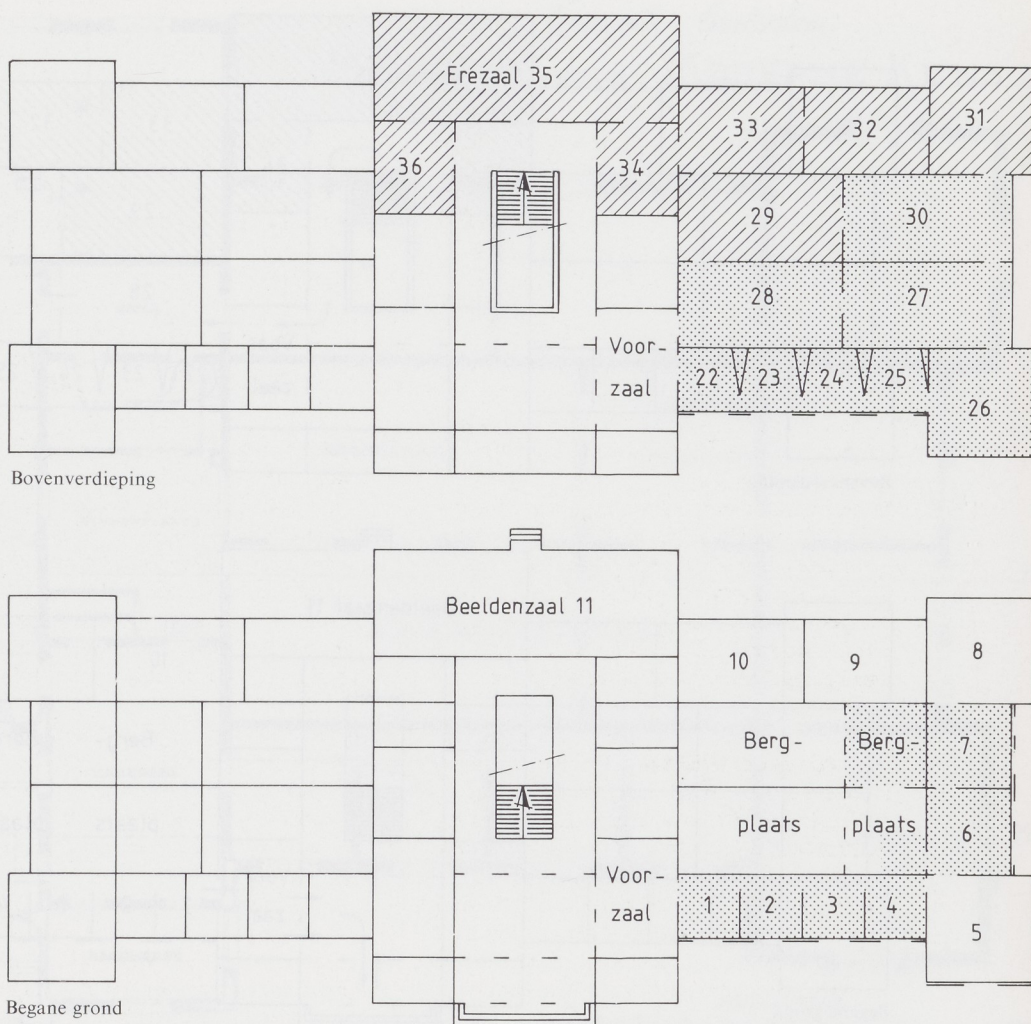 Erezaal 35
36
34
33
32
31
29
30
28
27
Voor-
zaal
22
23
24
25
26
Bovenverdieping
Beeldenzaal 11
10
9
8
Berg-
Berg-
7
plaats
plaats
6
Voor-
zaal
1
2
3
4
5
Begane grond